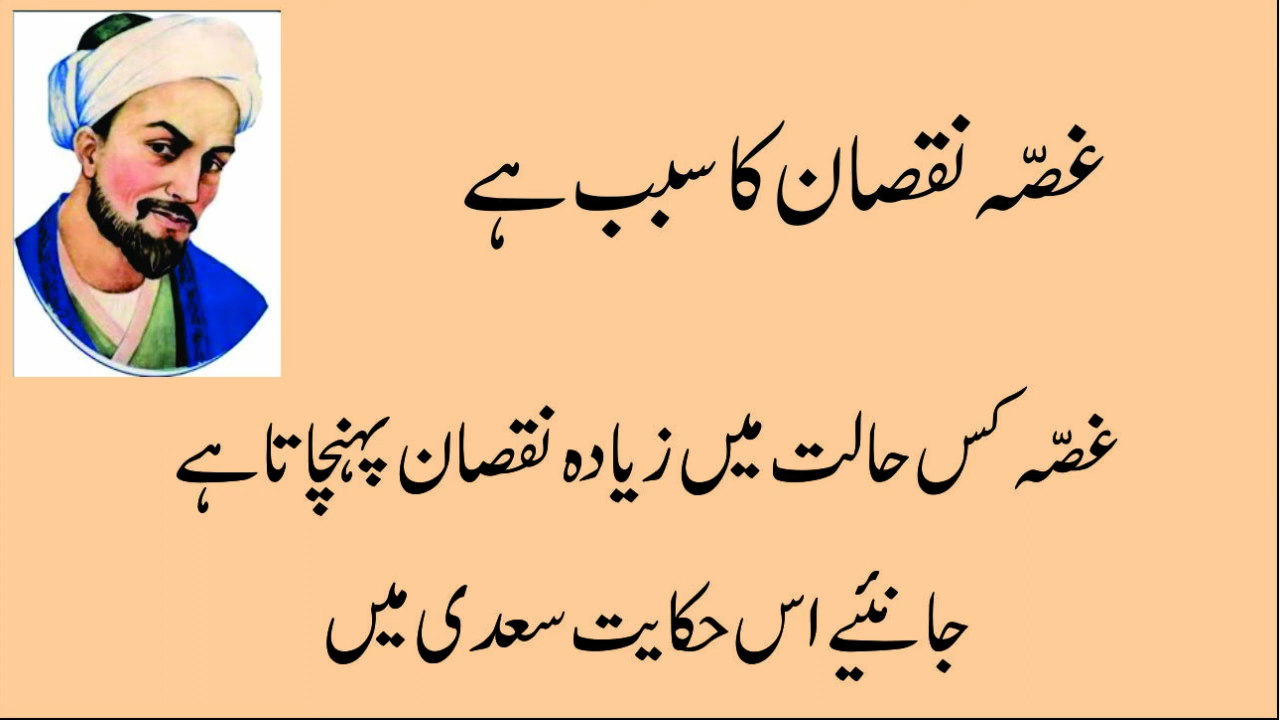 غصّہ نقصان کا سبب ہے
غصّہ کس حالت میں زیادہ نقصان پہنچاتا ہے
جانئیے اس حکایت سعدی میں